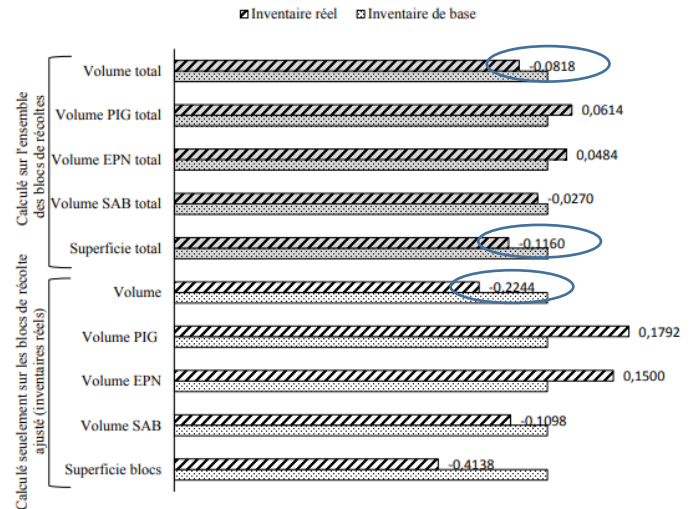 Inventaire réel Inventaire de base
Calculé sur l'ensemble
des blocs de récoltes
Volume total -0,0818
Volume PIG total 0,0614
Volume EPN total 0,0484
Volume SAB total -0,0270
Superficie total -0,1160
Calculé seuelement sur les blocs de récolte
ajusté (inventaires réels)
Volume -0,2244
Volume PIG 0,1792
Volume EPN 0,1500
Volume SAB -0,1098
Superficie blocs -0,4138